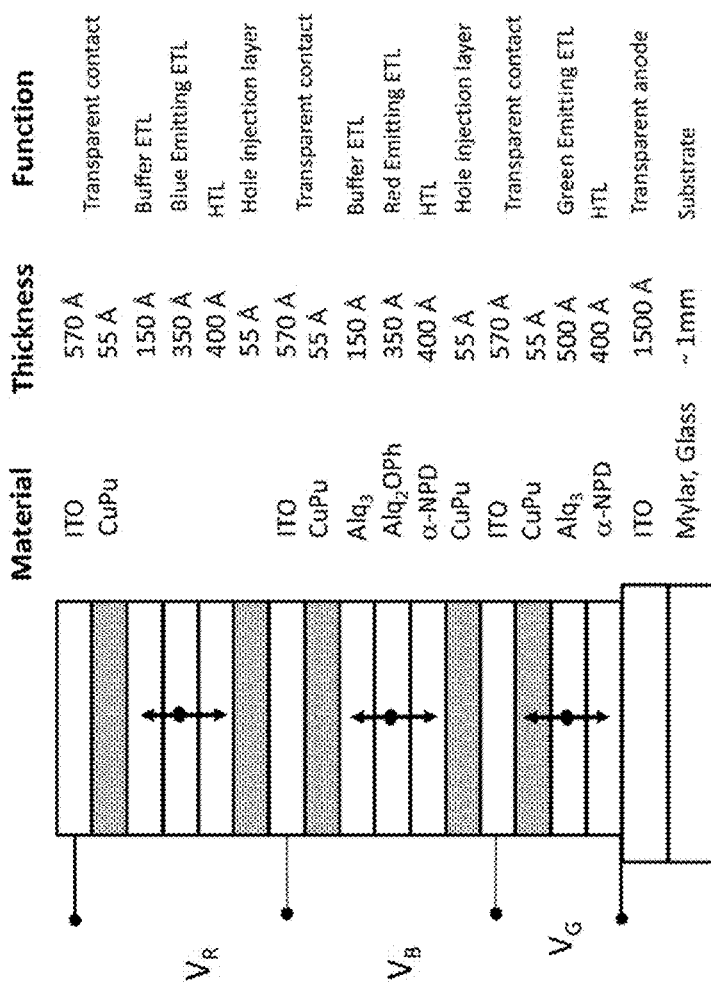 Material Thickness Function
ITO 570 Å Transparent contact
CuPu 55 Å
150 Å Buffer ETL
350 Å Blue Emitting ETL
400 Å HTL
55 Å Hole injection layer
ITO 570 Å Transparent contact
CuPu 55 Å
Alq₃ 150 Å Buffer ETL
Alq₂OPh 350 Å Red Emitting ETL
α-NPD 400 Å HTL
CuPu 55 Å Hole injection layer
ITO 570 Å Transparent contact
CuPu 55 Å
Alq₃ 500 Å Green Emitting ETL
α-NPD 400 Å HTL
ITO 1500 Å Transparent anode
Mylar, Glass ~ 1mm Substrate
V_R
V_B
V_G